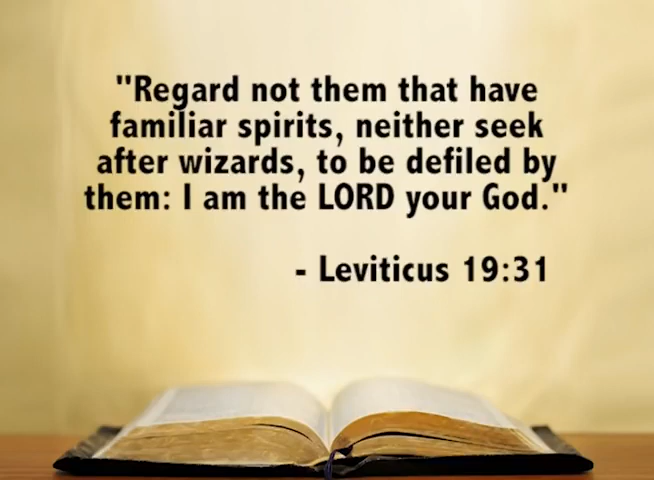 "Regard not them that have
familiar spirits, neither seek
after wizards, to be defiled by
them: I am the LORD your God."
- Leviticus 19:31